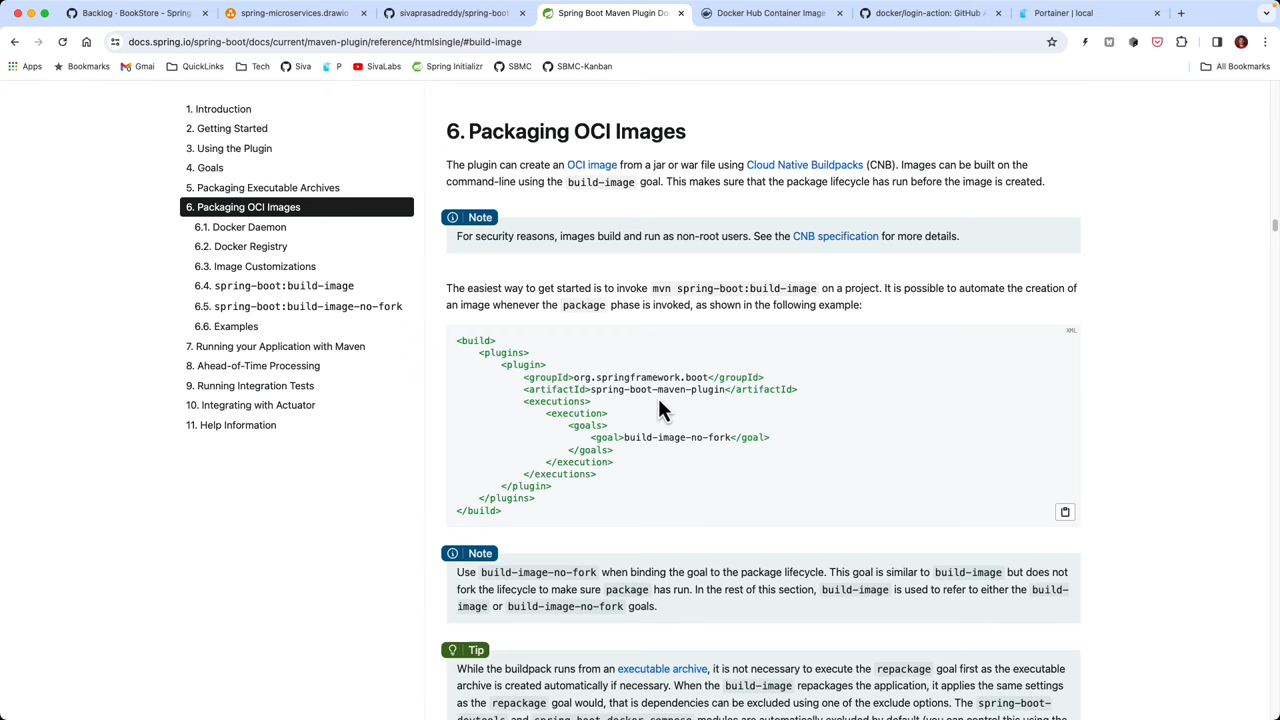 Backlog · BookStore - Spring
spring-microservices.drawio
sivaprasadreddy/spring-boot
Spring Boot Maven Plugin Do
Docker Hub Container Image
docker/login-action: GitHub A
Portainer | local
docs.spring.io/spring-boot/docs/current/maven-plugin/reference/htmlsingle/#build-image
Apps
Bookmarks
Gmai
QuickLinks
Tech
Siva
P
SivaLabs
Spring Initializr
SBMC
SBMC-Kanban
All Bookmarks
1. Introduction
2. Getting Started
3. Using the Plugin
4. Goals
5. Packaging Executable Archives
6. Packaging OCI Images
6.1. Docker Daemon
6.2. Docker Registry
6.3. Image Customizations
6.4. spring-boot:build-image
6.5. spring-boot:build-image-no-fork
6.6. Examples
7. Running your Application with Maven
8. Ahead-of-Time Processing
9. Running Integration Tests
10. Integrating with Actuator
11. Help Information
6. Packaging OCI Images
The plugin can create an OCI image from a jar or war file using Cloud Native Buildpacks (CNB). Images can be built on the
command-line using the build-image goal. This makes sure that the package lifecycle has run before the image is created.
Note
For security reasons, images build and run as non-root users. See the CNB specification for more details.
The easiest way to get started is to invoke mvn spring-boot:build-image on a project. It is possible to automate the creation of
an image whenever the package phase is invoked, as shown in the following example:
XML
<build>
<plugins>
<plugin>
<groupId>org.springframework.boot</groupId>
<artifactId>spring-boot-maven-plugin</artifactId>
<executions>
<execution>
<goals>
<goal>build-image-no-fork</goal>
</goals>
</execution>
</executions>
</plugin>
</plugins>
</build>
Note
Use build-image-no-fork when binding the goal to the package lifecycle. This goal is similar to build-image but does not
fork the lifecycle to make sure package has run. In the rest of this section, build-image is used to refer to either the build-
image or build-image-no-fork goals.
Tip
While the buildpack runs from an executable archive, it is not necessary to execute the repackage goal first as the executable
archive is created automatically if necessary. When the build-image repackages the application, it applies the same settings
as the repackage goal would, that is dependencies can be excluded using one of the exclude options. The spring-boot-
devtools and spring-boot-docker-compose modules are automatically excluded by default (you can control this using the